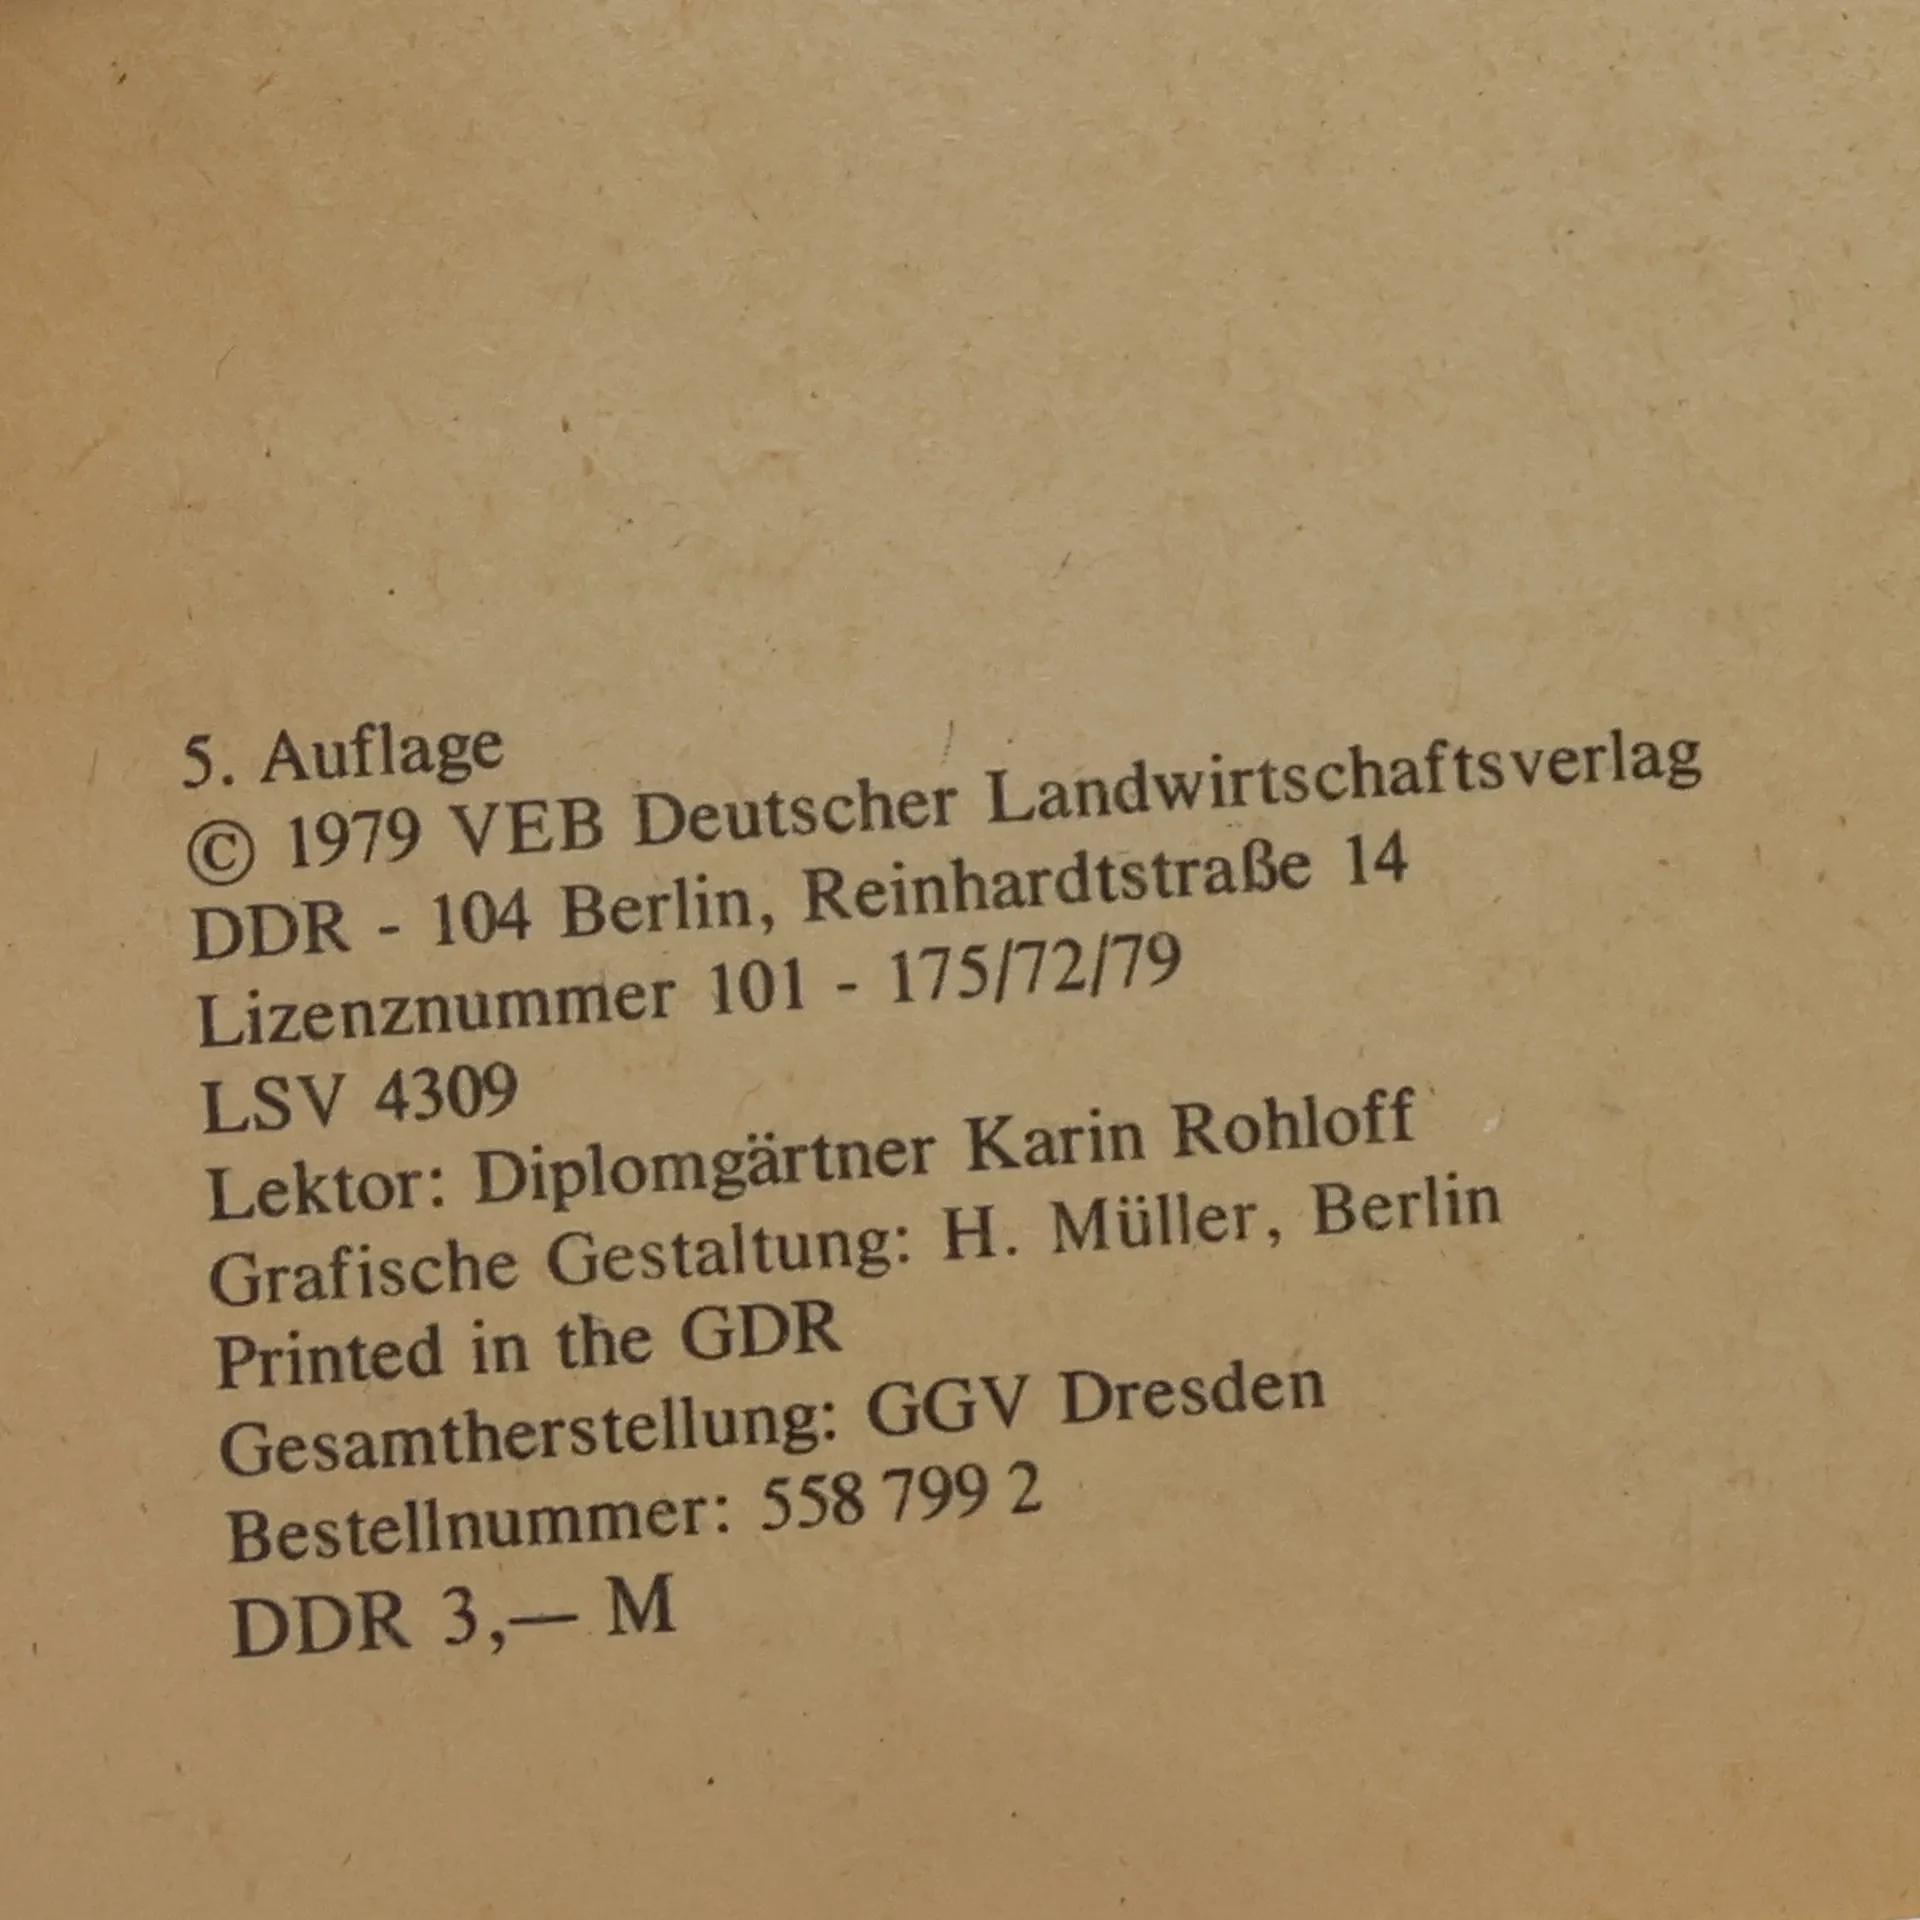 5. Auflage
© 1979 VEB Deutscher Landwirtschaftsverlag
DDR - 104 Berlin, Reinhardtstraße 14
Lizenznummer 101 - 175/72/79
LSV 4309
Lektor: Diplomgärtner Karin Rohloff
Grafische Gestaltung: H. Müller, Berlin
Printed in the GDR
Gesamtherstellung: GGV Dresden
Bestellnummer: 558 799 2
DDR 3,— M